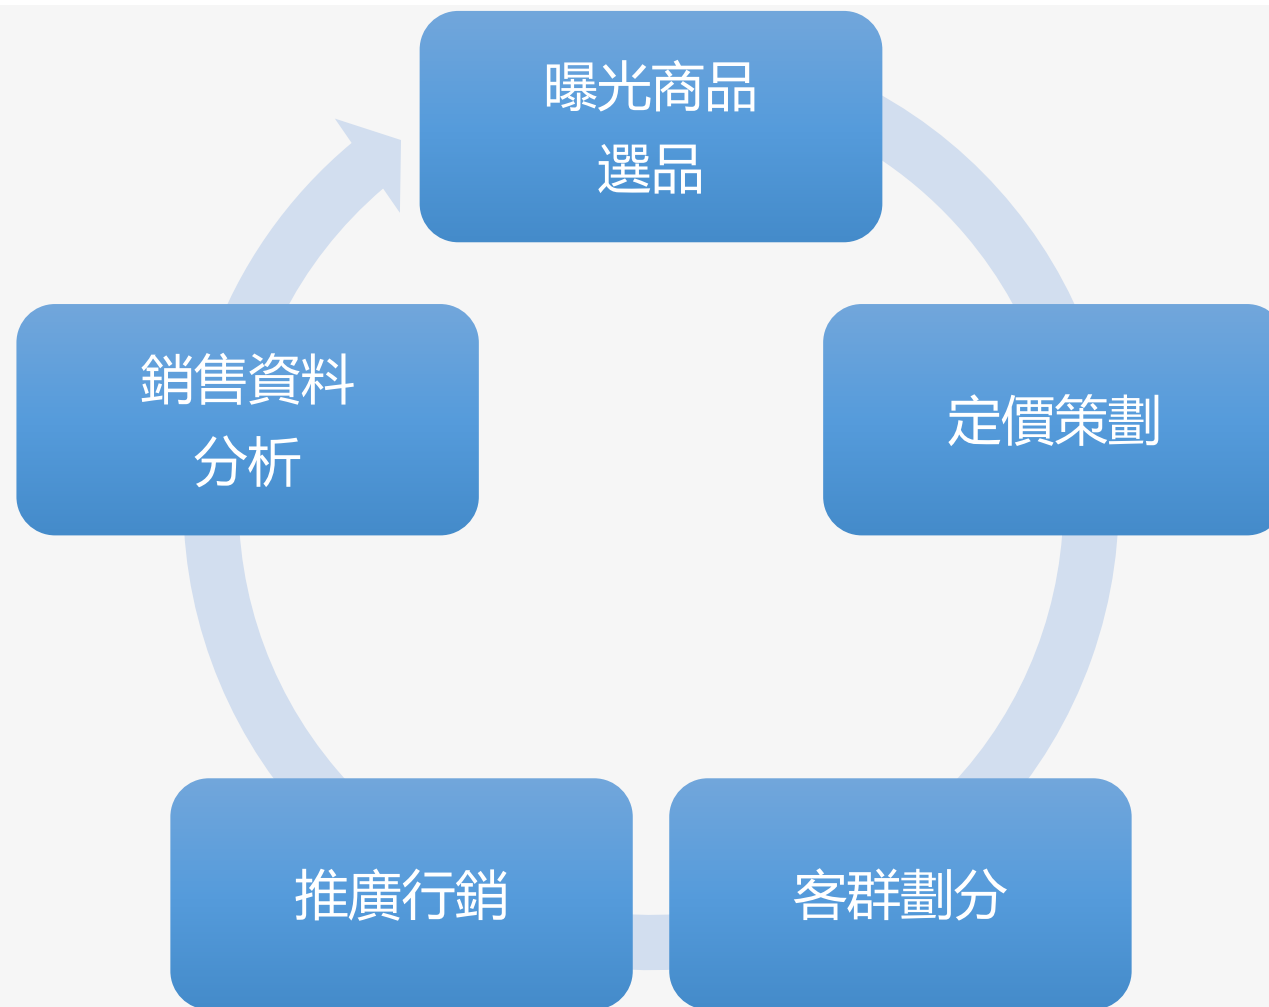 曝光商品
選品
定價策劃
客群劃分
推廣行銷
銷售資料
分析